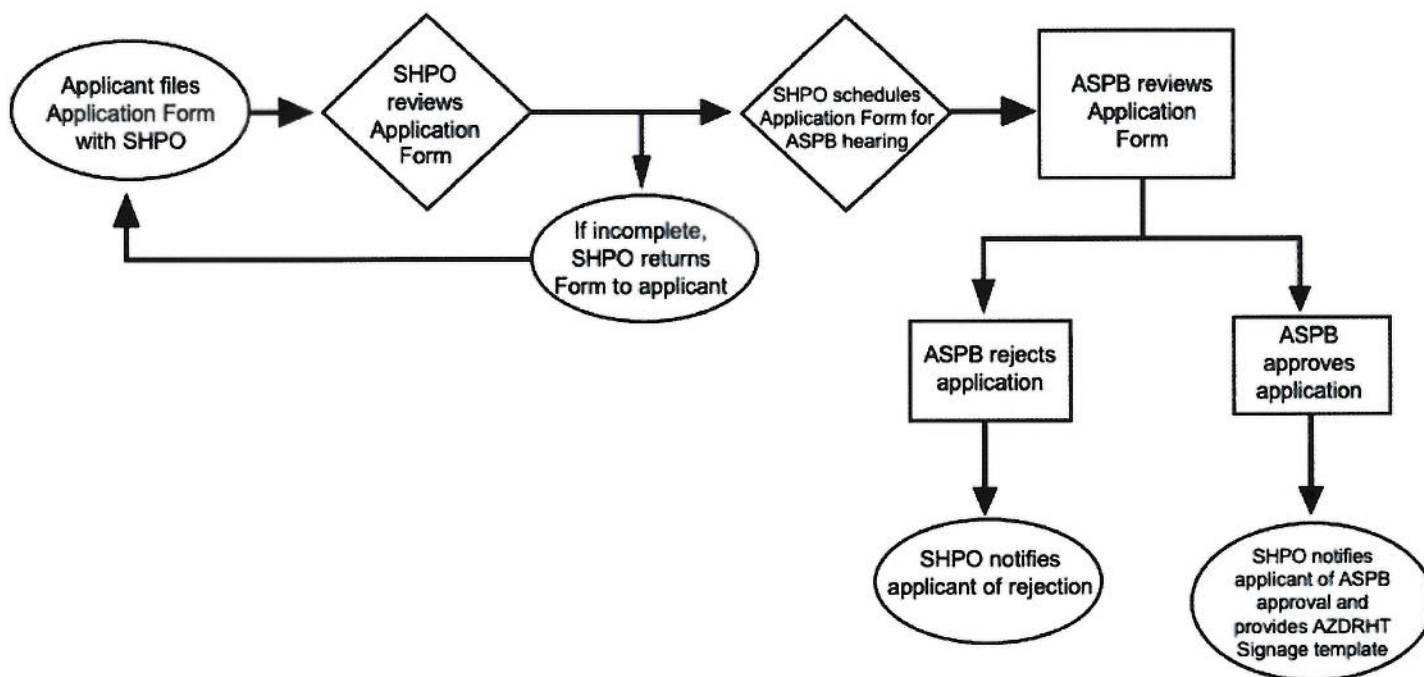 Applicant files
Application Form
with SHPO
SHPO
reviews
Application
Form
If incomplete,
SHPO returns
Form to applicant
SHPO schedules
Application Form for
ASPB hearing
ASPB reviews
Application
Form
ASPB rejects
application
ASPB
approves
application
SHPO notifies
applicant of rejection
SHPO notifies
applicant of ASPB
approval and
provides AZDRHT
Signage template